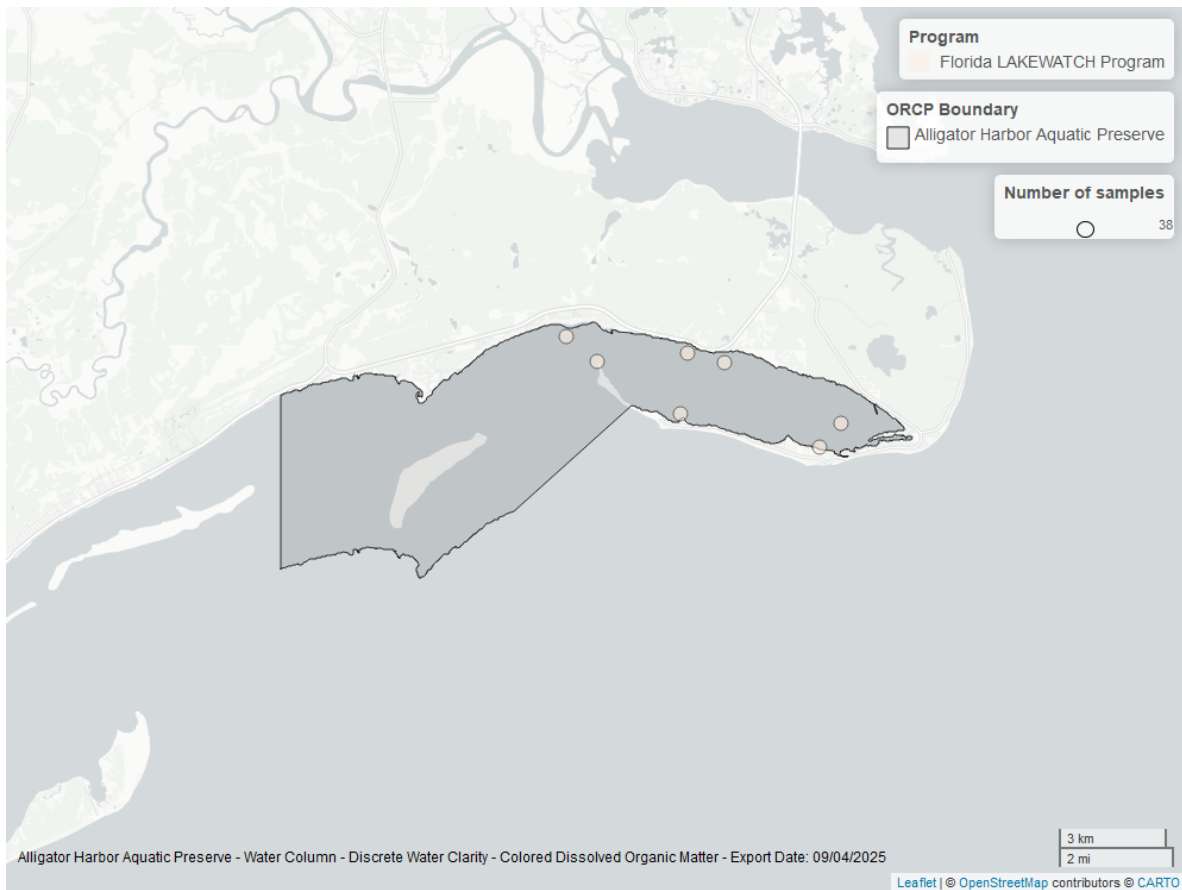 Program
Florida LAKEWATCH Program
ORCP Boundary
Alligator Harbor Aquatic Preserve
Number of samples
38
3 km
2 mi
Alligator Harbor Aquatic Preserve - Water Column - Discrete Water Clarity - Colored Dissolved Organic Matter - Export Date: 09/04/2025
Leaflet | © OpenStreetMap contributors © CARTO